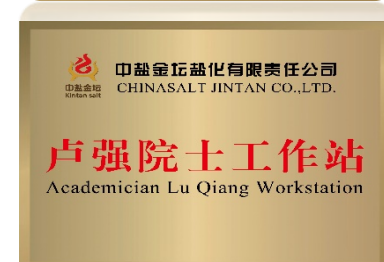 中盐金坛盐化有限责任公司
中盐金坛
Kintan salt
CHINASALT JINTAN CO.,LTD.
卢强院士工作站
Academician Lu Qiang Workstation